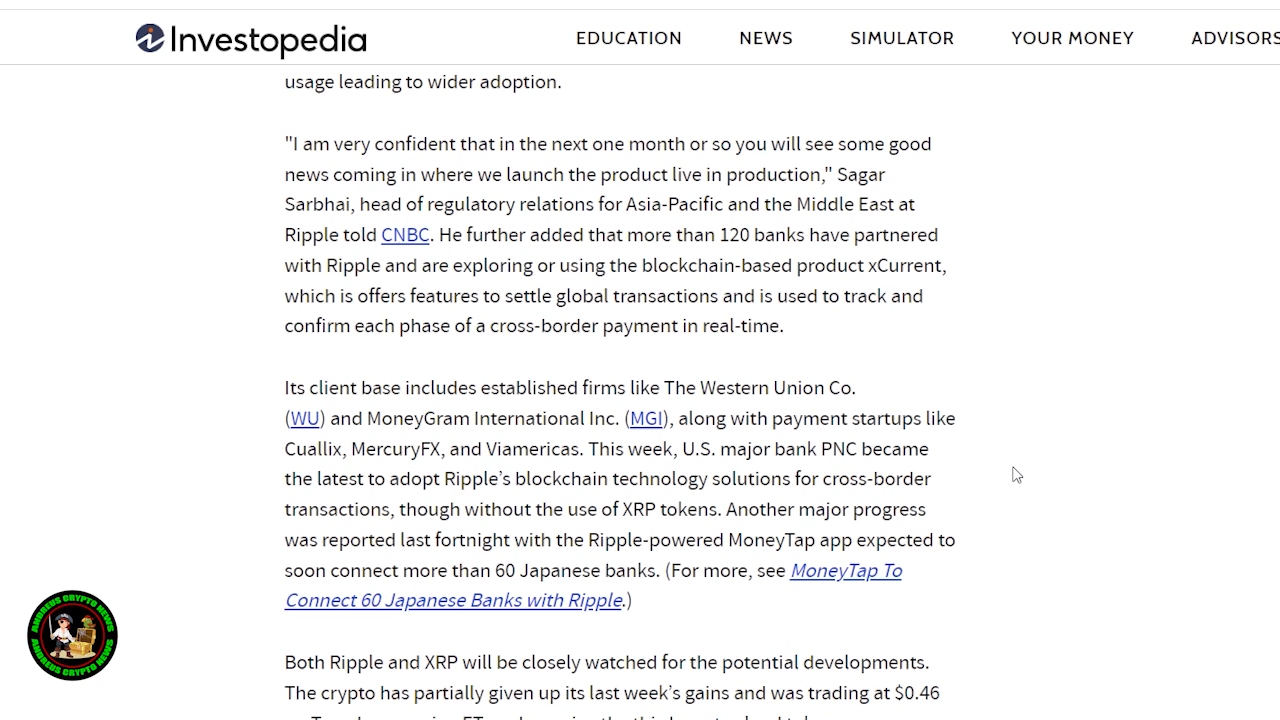 Investopedia
EDUCATION NEWS SIMULATOR YOUR MONEY ADVISORS
usage leading to wider adoption.
"I am very confident that in the next one month or so you will see some good
news coming in where we launch the product live in production," Sagar
Sarbhai, head of regulatory relations for Asia-Pacific and the Middle East at
Ripple told CNBC. He further added that more than 120 banks have partnered
with Ripple and are exploring or using the blockchain-based product xCurrent,
which is offers features to settle global transactions and is used to track and
confirm each phase of a cross-border payment in real-time.
Its client base includes established firms like The Western Union Co.
(WU) and MoneyGram International Inc. (MGI), along with payment startups like
Cuallix, MercuryFX, and Viamericas. This week, U.S. major bank PNC became
the latest to adopt Ripple’s blockchain technology solutions for cross-border
transactions, though without the use of XRP tokens. Another major progress
was reported last fortnight with the Ripple-powered MoneyTap app expected to
soon connect more than 60 Japanese banks. (For more, see MoneyTap To
Connect 60 Japanese Banks with Ripple.)
ANDREUS CRYPTO NEWS
ANDREUS CRYPTO NEWS
Both Ripple and XRP will be closely watched for the potential developments.
The crypto has partially given up its last week’s gains and was trading at $0.46